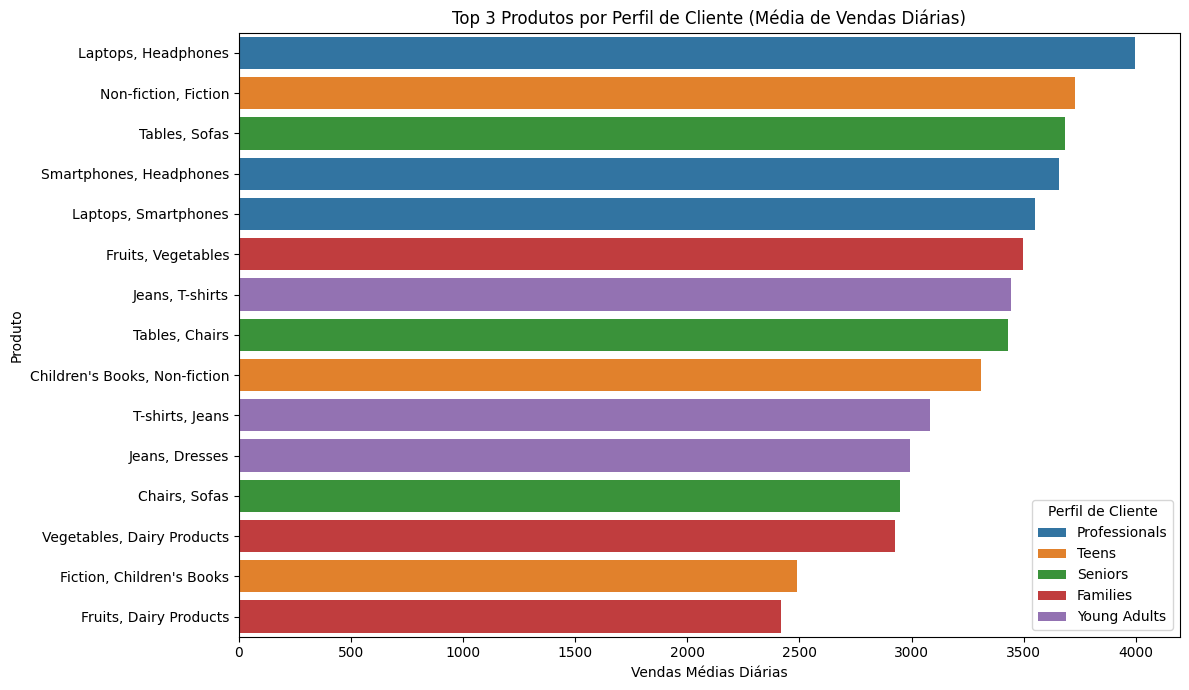 Top 3 Produtos por Perfil de Cliente (Média de Vendas Diárias)
Produto
Laptops, Headphones
Non-fiction, Fiction
Tables, Sofas
Smartphones, Headphones
Laptops, Smartphones
Fruits, Vegetables
Jeans, T-shirts
Tables, Chairs
Children's Books, Non-fiction
T-shirts, Jeans
Jeans, Dresses
Chairs, Sofas
Vegetables, Dairy Products
Fiction, Children's Books
Fruits, Dairy Products
Perfil de Cliente
Professionals
Teens
Seniors
Families
Young Adults
0 500 1000 1500 2000 2500 3000 3500 4000
Vendas Médias Diárias